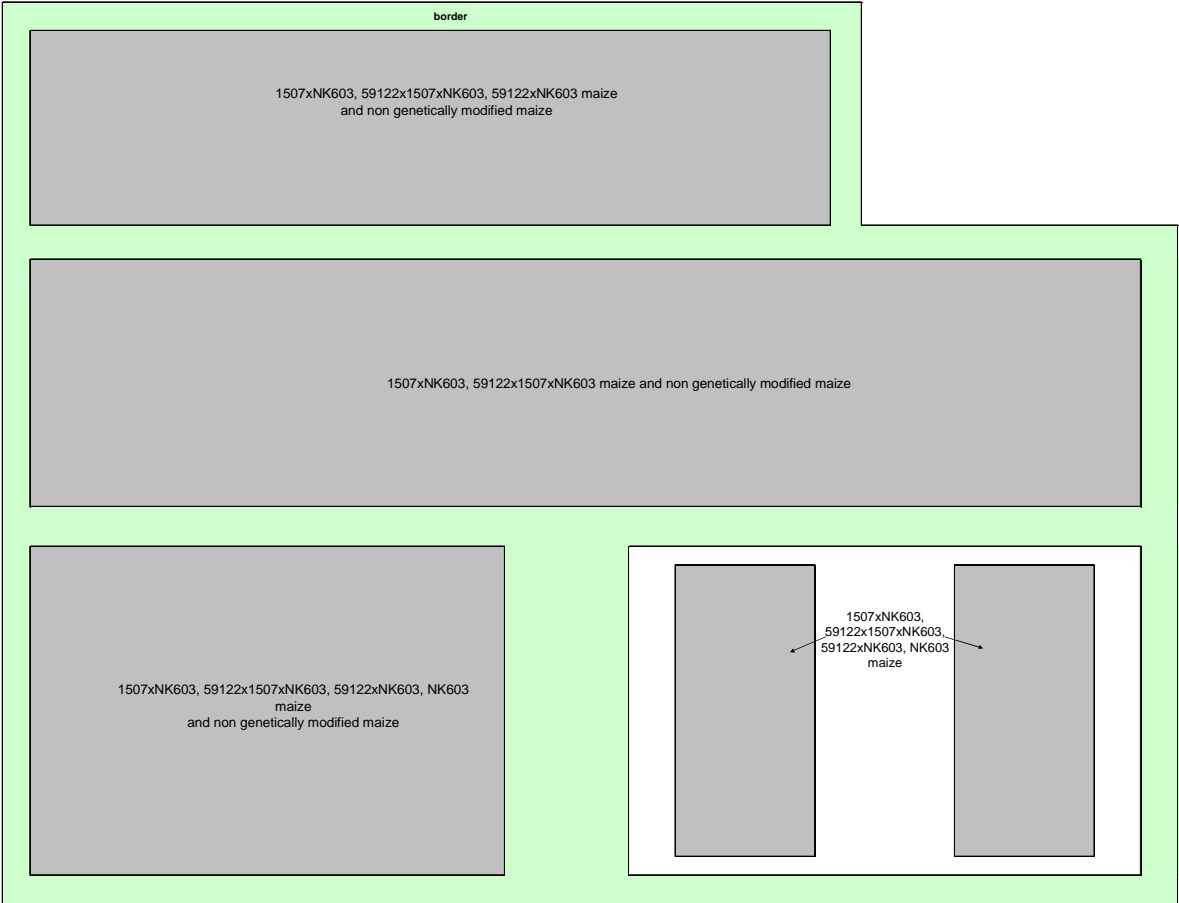 border
1507xNK603, 59122x1507xNK603, 59122xNK603 maize
and non genetically modified maize
1507xNK603, 59122x1507xNK603 maize and non genetically modified maize
1507xNK603, 59122x1507xNK603, 59122xNK603, NK603
maize
and non genetically modified maize
1507xNK603,
59122x1507xNK603,
59122xNK603, NK603
maize